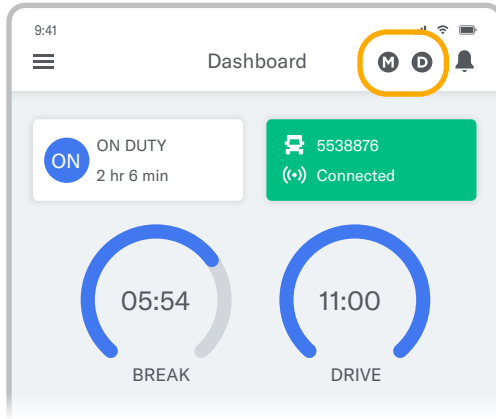 9:41
Dashboard M D
ON ON DUTY
2 hr 6 min
5538876
Connected
05:54
BREAK
11:00
DRIVE